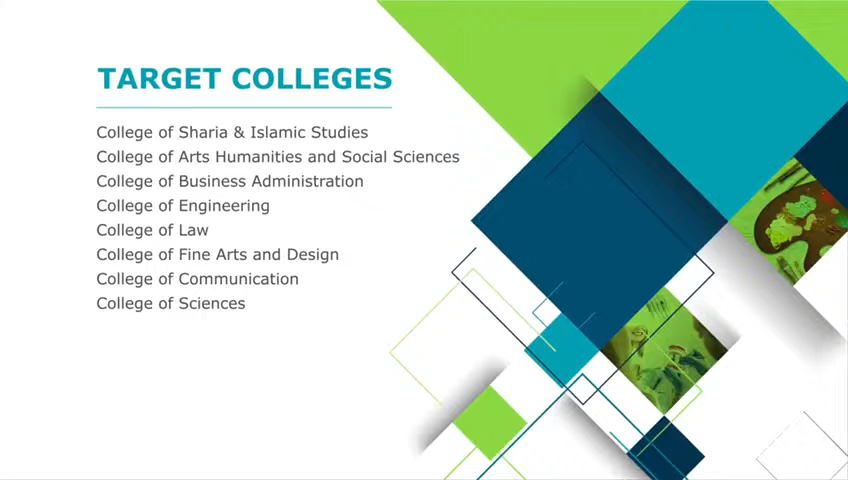 TARGET COLLEGES
College of Sharia & Islamic Studies
College of Arts Humanities and Social Sciences
College of Business Administration
College of Engineering
College of Law
College of Fine Arts and Design
College of Communication
College of Sciences